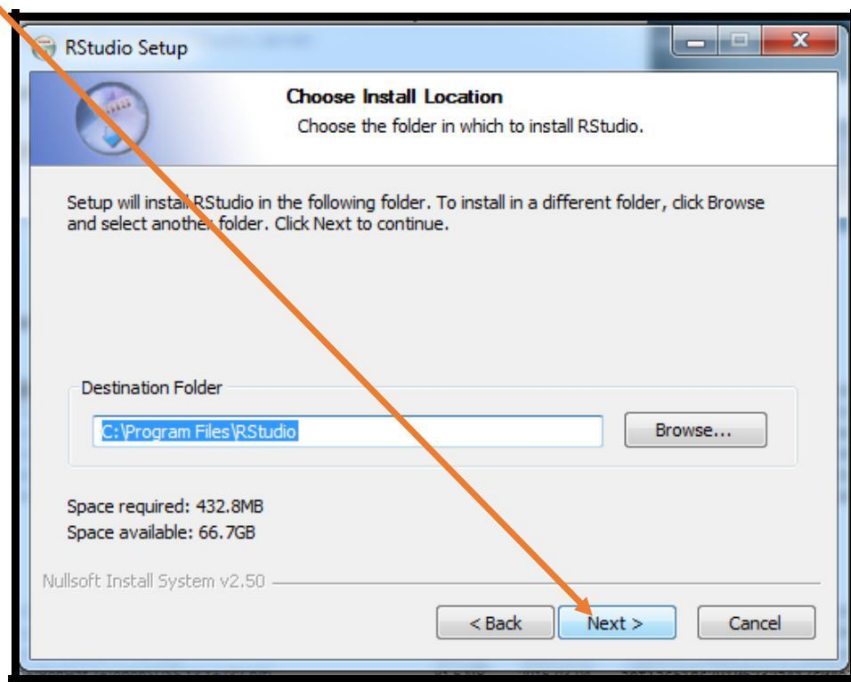 RStudio Setup
Choose Install Location
Choose the folder in which to install RStudio.
Setup will install RStudio in the following folder. To install in a different folder, click Browse
and select another folder. Click Next to continue.
Destination Folder
C:\Program Files\RStudio
Browse...
Space required: 432.8MB
Space available: 66.7GB
Nullsoft Install System v2.50
< Back
Next >
Cancel